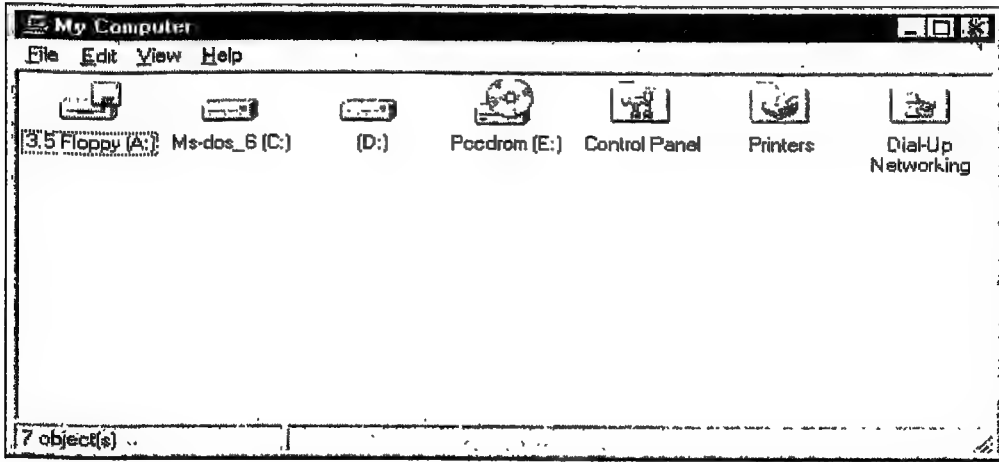 My Computer
File Edit View Help
3.5 Floppy (A:) Ms-dos_6 (C:) (D:) Pccdrom (E:) Control Panel Printers Dial-Up
Networking
7 object(s)